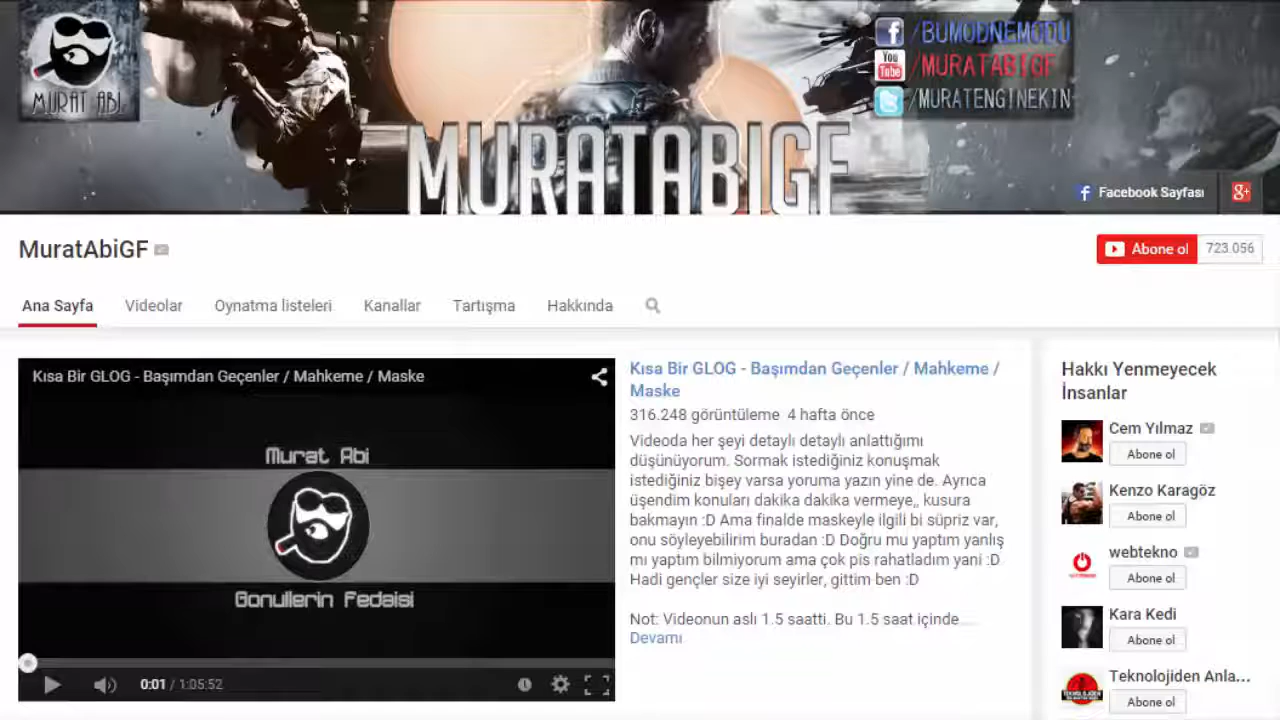 MURAT ABİ
MURATABIGF
/BUMODNEMODU
You Tube /MURATABIGF
/MURATENGINEKIN
Facebook Sayfası
g+
MuratAbiGF
Abone ol 723.056
Ana Sayfa Videolar Oynatma listeleri Kanallar Tartışma Hakkında
Kısa Bir GLOG - Başımdan Geçenler / Mahkeme / Maske
Murat Abi
Gonullerin Fedaisi
0:01 / 1:05:52
Kısa Bir GLOG - Başımdan Geçenler / Mahkeme /
Maske
316.248 görüntüleme 4 hafta önce
Videoda her şeyi detaylı detaylı anlattığımı
düşünüyorum. Sormak istediğiniz konuşmak
istediğiniz bişey varsa yoruma yazın yine de. Ayrıca
üşendim konuları dakika dakika vermeye,, kusura
bakmayın :D Ama finalde maskeyle ilgili bi süpriz var,
onu söyleyebilirim buradan :D Doğru mu yaptım yanlış
mı yaptım bilmiyorum ama çok pis rahatladım yani :D
Hadi gençler size iyi seyirler, gittim ben :D
Not: Videonun aslı 1.5 saatti. Bu 1.5 saat içinde...
Devamı
Hakkı Yenmeyecek
İnsanlar
Cem Yılmaz
Abone ol
Kenzo Karagöz
Abone ol
webtekno
Abone ol
Kara Kedi
Abone ol
Teknolojiden Anla...
Abone ol